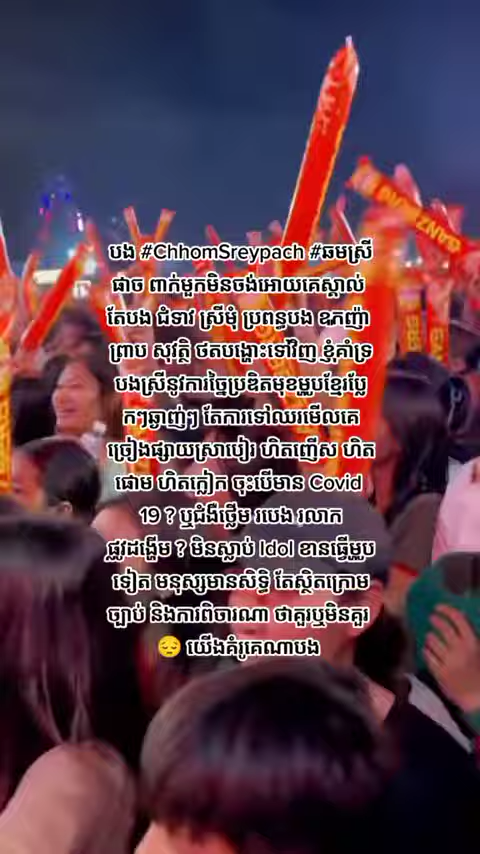 បង #ChhomSreypach #ឆមស្រី
ផាច ពាក់មួកមិនចង់អោយគេស្គាល់
តែបង ជំទាវ ស្រីមុំ ប្រពន្ធបង ឧកញ៉ា
ព្រាប សុវត្ថិ ថតបង្ហោះទៅវិញ ខ្ញុំគាំទ្រ
បងស្រីនូវការច្នៃប្រឌិតមុខម្ហូបខ្មែរប្លែ
កៗឆ្ងាញ់ៗ តែការទៅឈរមើលគេ
ច្រៀងផ្សាយស្រាបៀរ ហិតញើស ហិត
ផោម ហិតក្លៀក ចុះបើមាន Covid
19 ? ឬជំងឺថ្លើម របេង រលាក
ផ្លូវដង្ហើម ? មិនស្លាប់ Idol ខានធ្វើម្ហូប
ទៀត មនុស្សមានសិទ្ធិ តែស្ថិតក្រោម
ច្បាប់ និងការពិចារណា ថាគួរឬមិនគួរ
😔 យើងគំរូគេណាបង
GANZBERG